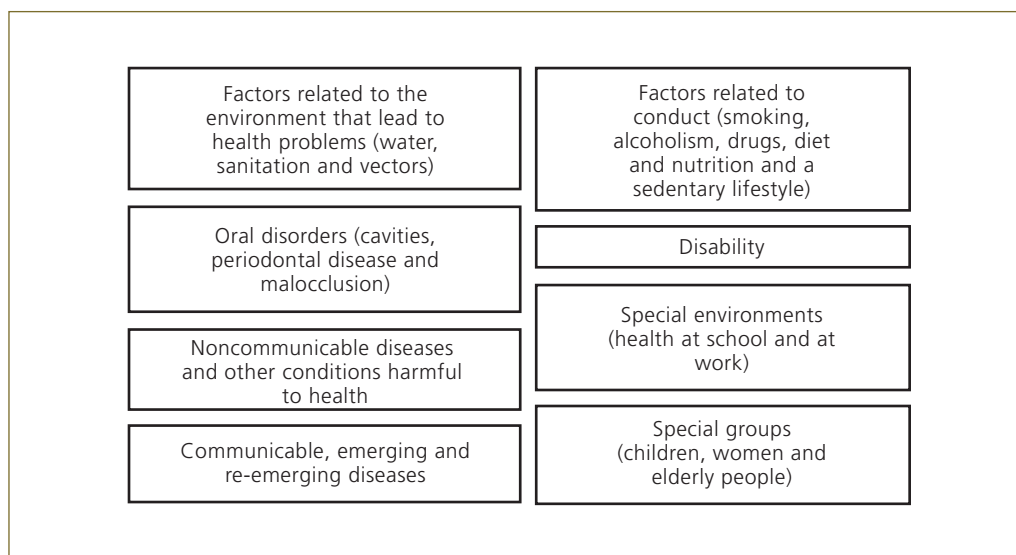 Factors related to the
environment that lead to
health problems (water,
sanitation and vectors)
Oral disorders (cavities,
periodontal disease and
malocclusion)
Noncommunicable diseases
and other conditions harmful
to health
Communicable, emerging and
re-emerging diseases
Factors related to
conduct (smoking,
alcoholism, drugs, diet
and nutrition and a
sedentary lifestyle)
Disability
Special environments
(health at school and at
work)
Special groups
(children, women and
elderly people)